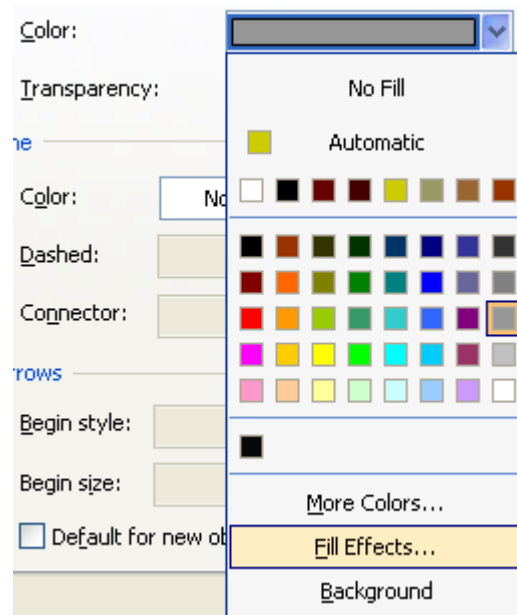 Color:
Transparency:
No Fill
ne
Automatic
Color:
No
Dashed:
Connector:
rrows
Begin style:
Begin size:
More Colors...
Default for new ob
Fill Effects...
Background